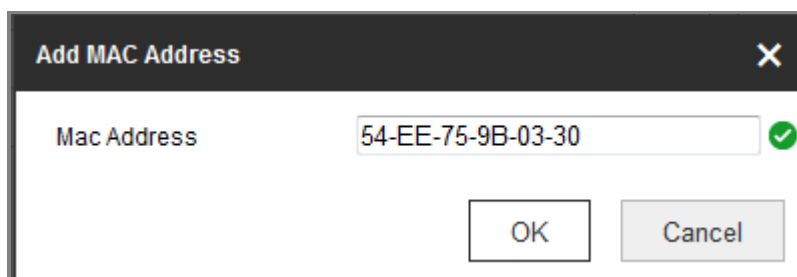 Add MAC Address
Mac Address 54-EE-75-9B-03-30
OK Cancel